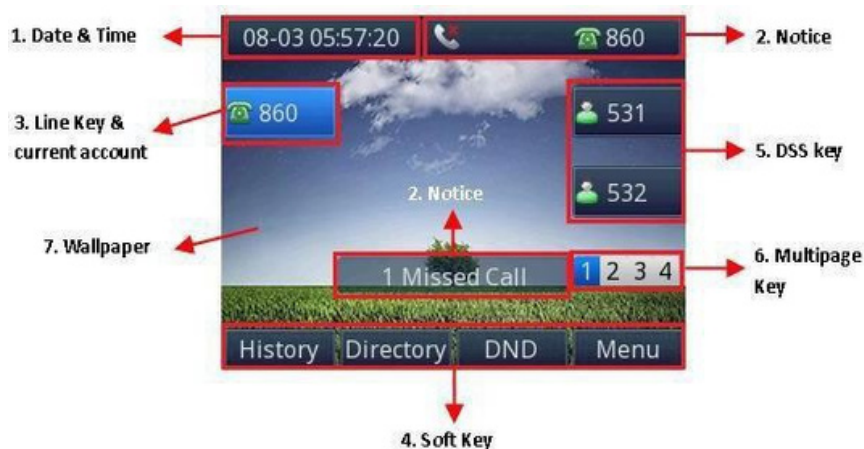 1. Date & Time
08-03 05:57:20
860
2. Notice
3. Line Key &
current account
860
531
532
5. DSS key
2. Notice
7. Wallpaper
1 Missed Call
1 2 3 4
6. Multipage
Key
History Directory DND Menu
4. Soft Key